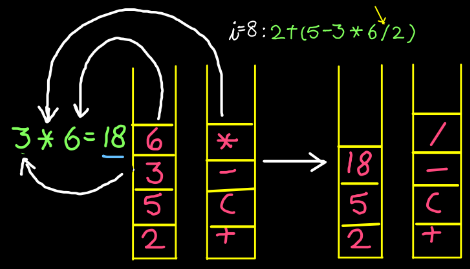 i=8: 2+(5-3*6/2)
3*6=18
6 *
3 - 18 /
5 ( 5 -
2 + 2 (
+